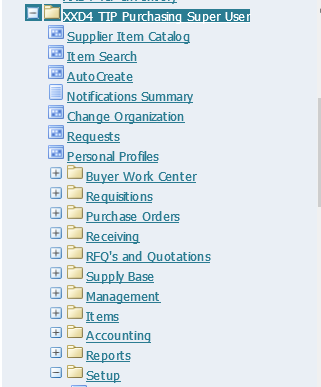 XXD4 TIP Purchasing Super User
Supplier Item Catalog
Item Search
AutoCreate
Notifications Summary
Change Organization
Requests
Personal Profiles
Buyer Work Center
Requisitions
Purchase Orders
Receiving
RFQ's and Quotations
Supply Base
Management
Items
Accounting
Reports
Setup